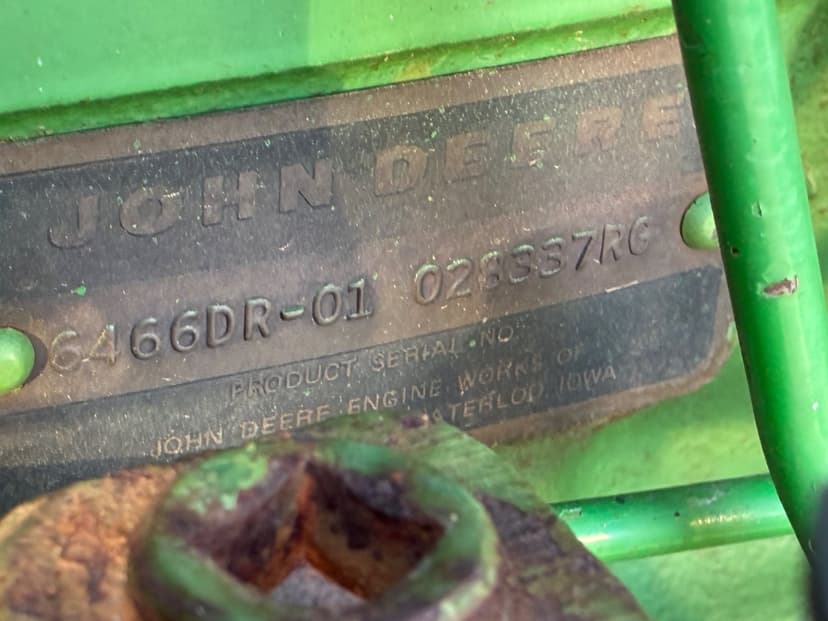 JOHN DEERE
6466DR-01 028337RG
PRODUCT SERIAL NO
JOHN DEERE ENGINE WORKS OF
WATERLOO, IOWA